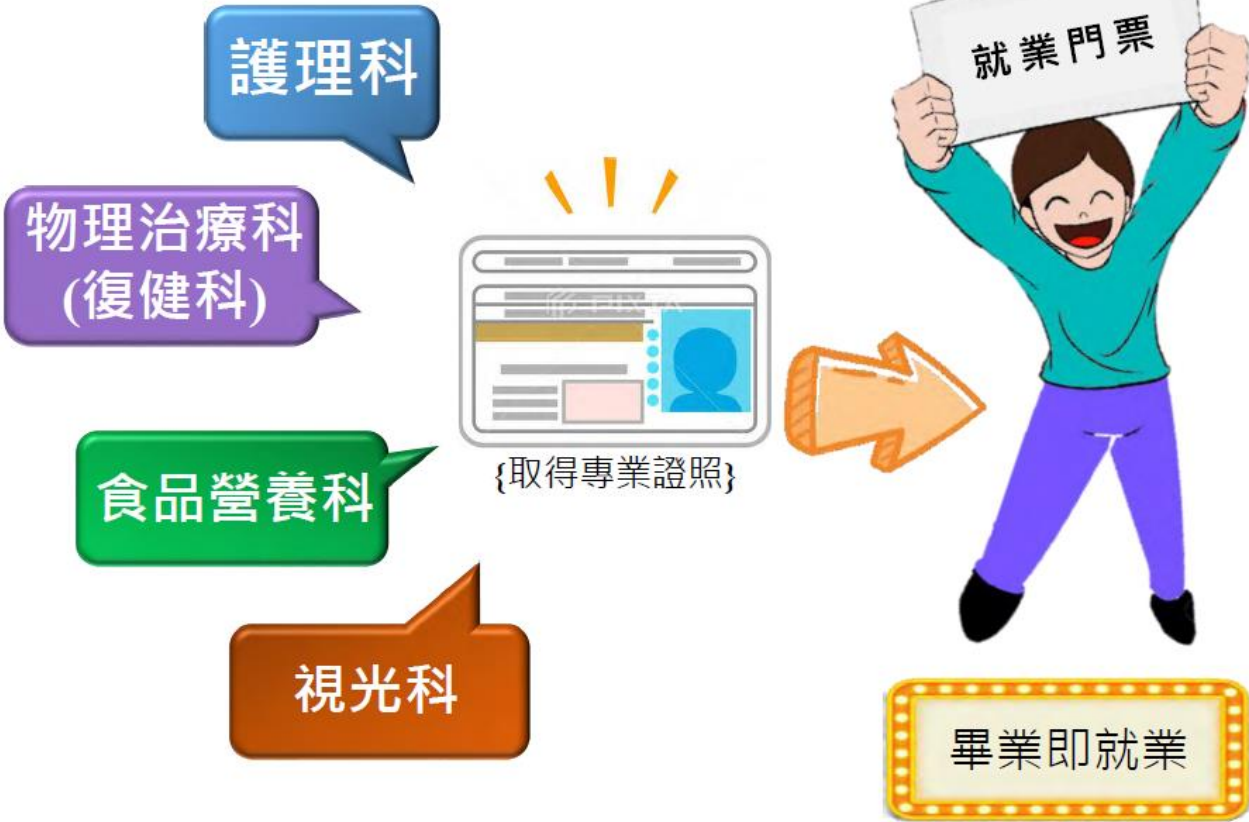 護理科
物理治療科
(復健科)
食品營養科
視光科
PIXTA
{取得專業證照}
就業門票
畢業即就業